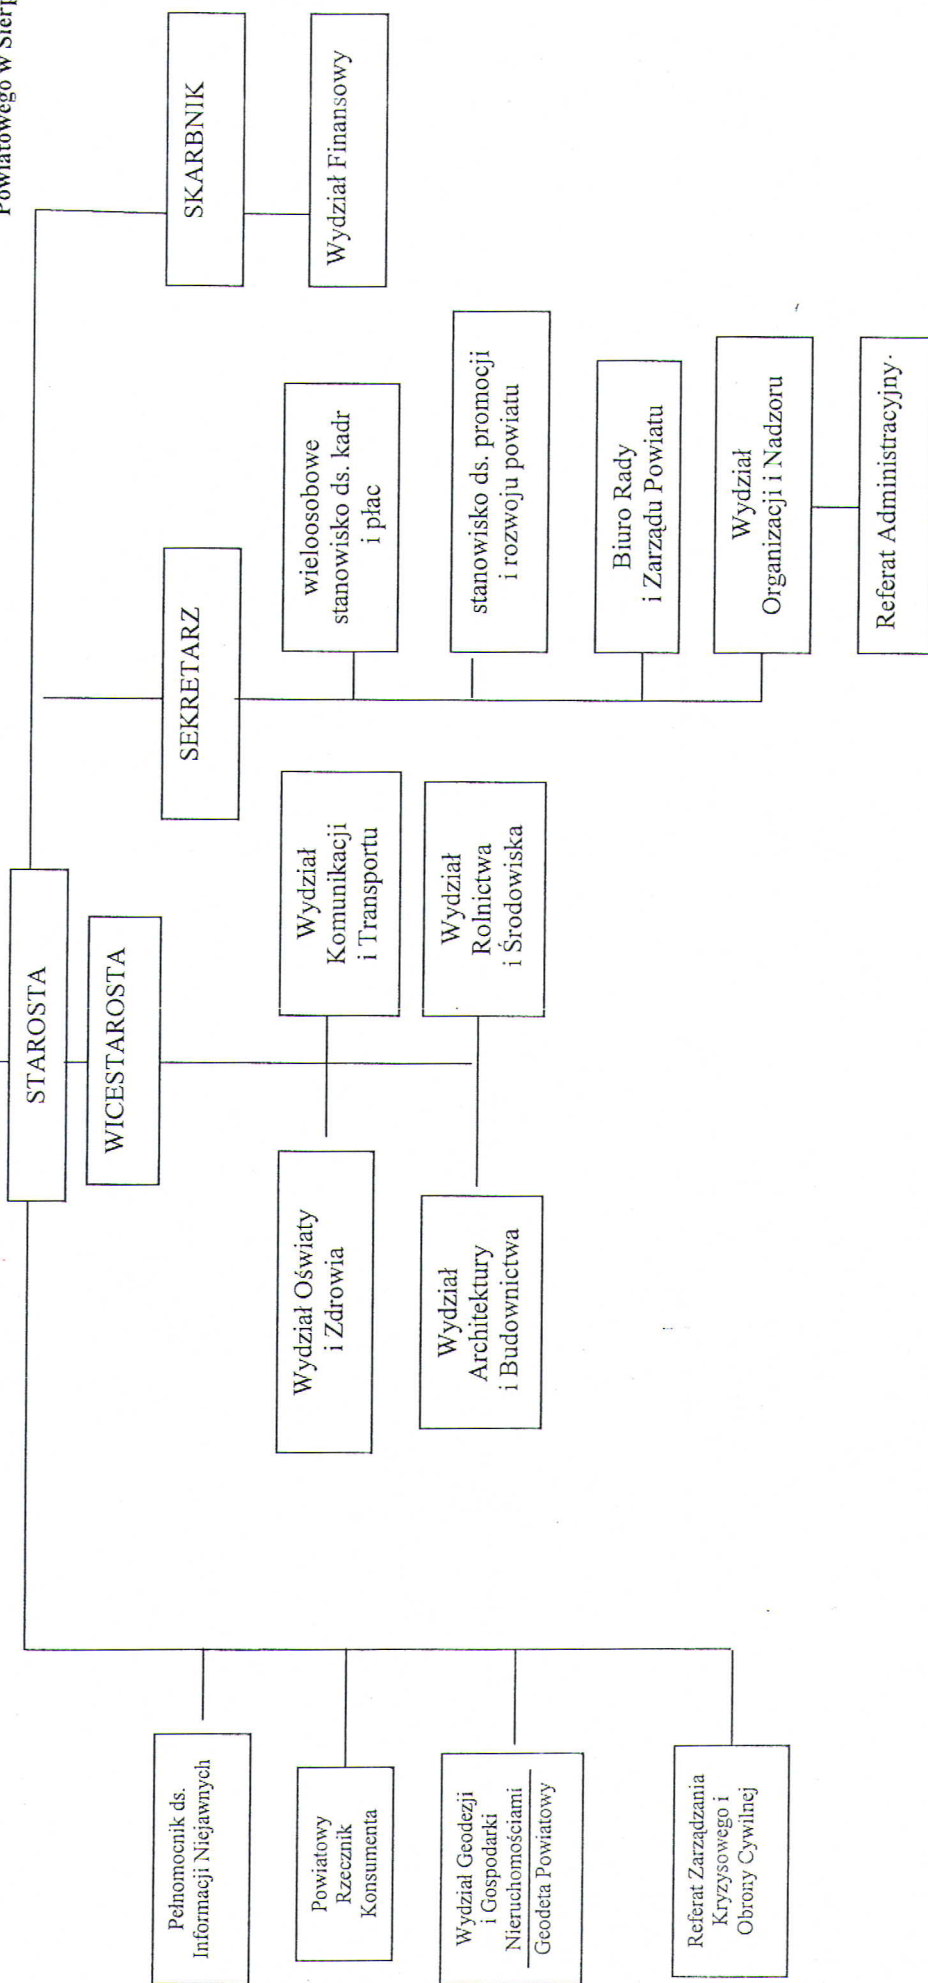 Powiatowego w Sierp
STAROSTA
WICESTAROSTA
SEKRETARZ
SKARBNIK
Pełnomocnik ds.
Informacji Niejawnych
Powiatowy
Rzecznik
Konsumenta
Wydział Geodezji
i Gospodarki
Nieruchomościami
Geodeta Powiatowy
Referat Zarządzania
Kryzysowego i
Obrony Cywilnej
Wydział Oświaty
i Zdrowia
Wydział
Architektury
i Budownictwa
Wydział
Komunikacji
i Transportu
Wydział
Rolnictwa
i Środowiska
wieloosobowe
stanowisko ds. kadr
i płac
stanowisko ds. promocji
i rozwoju powiatu
Biuro Rady
i Zarządu Powiatu
Wydział
Organizacji i Nadzoru
Referat Administracyjny
Wydział Finansowy